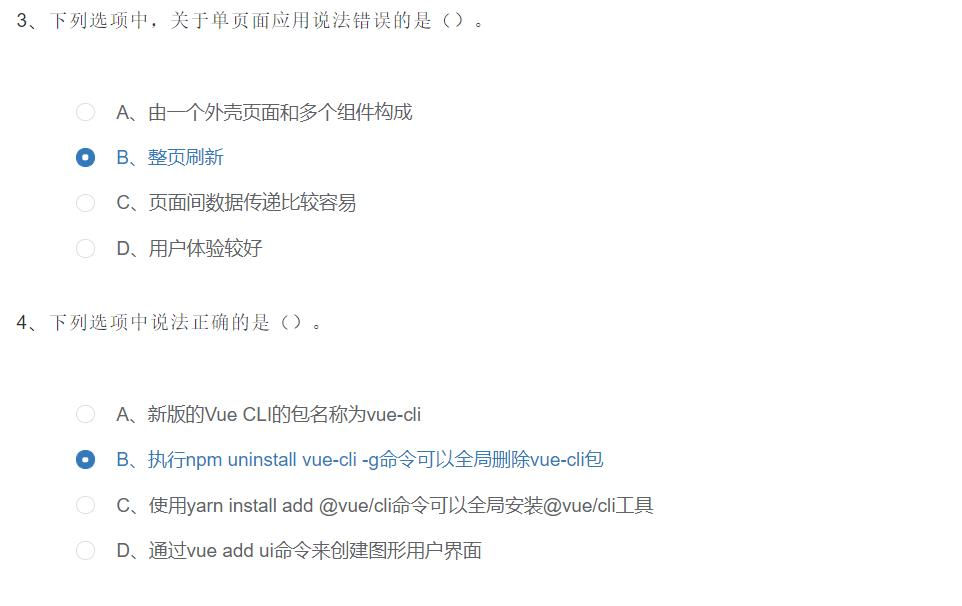 3、下列选项中，关于单页面应用说法错误的是（）。
A、由一个外壳页面和多个组件构成
B、整页刷新
C、页面间数据传递比较容易
D、用户体验较好
4、下列选项中说法正确的是（）。
A、新版的Vue CLI的包名称为vue-cli
B、执行npm uninstall vue-cli -g命令可以全局删除vue-cli包
C、使用yarn install add @vue/cli命令可以全局安装@vue/cli工具
D、通过vue add ui命令来创建图形用户界面